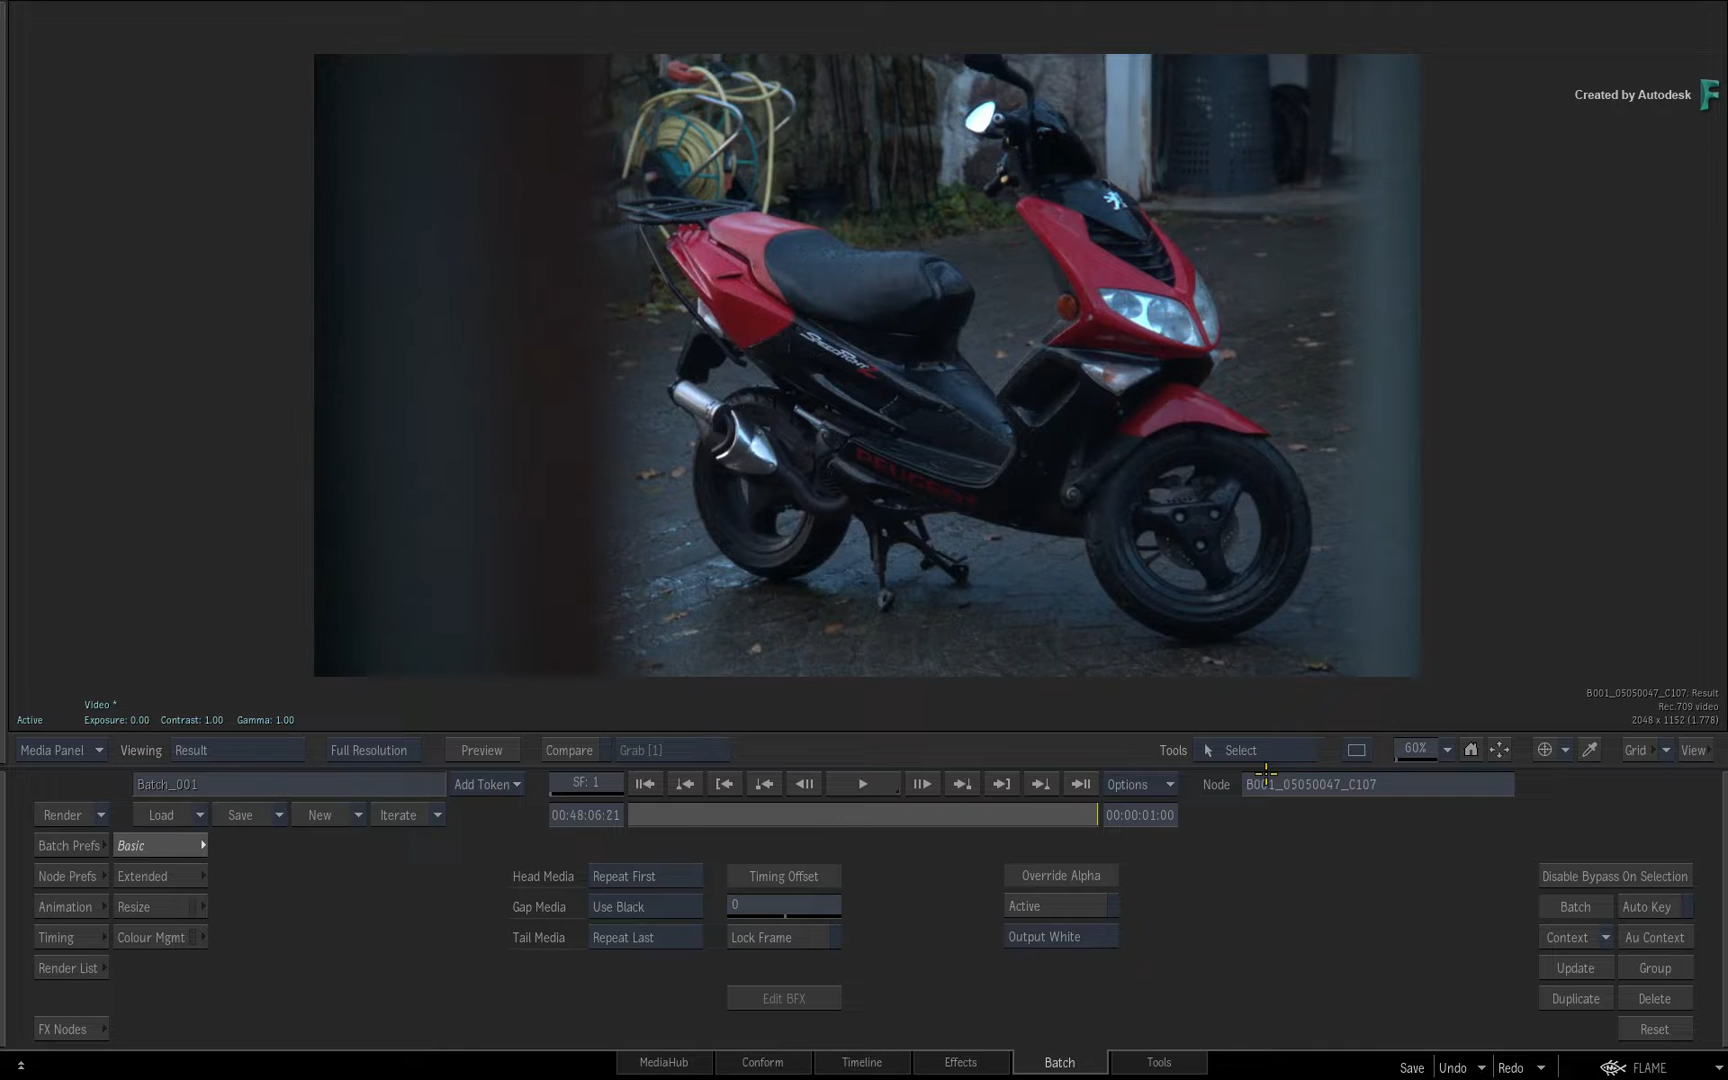 Created by Autodesk
SPEEDFIGHT 2
PEUGEOT
Video *
Active Exposure: 0.00 Contrast: 1.00 Gamma: 1.00
B001_05050047_C107: Result
Rec.709 video
2048 x 1152 (1.778)
Media Panel Viewing Result Full Resolution Preview Compare Grab [1] Tools Select 60% Grid View
Batch_001 Add Token SF: 1 Options Node B001_05050047_C107
Render Load Save New Iterate 00:48:06:21 00:00:01:00
Batch Prefs Basic
Node Prefs Extended Head Media Repeat First Timing Offset Override Alpha Disable Bypass On Selection
Animation Resize Gap Media Use Black 0 Active Batch Auto Key
Timing Colour Mgmt Tail Media Repeat Last Lock Frame Output White Context Au Context
Render List Update Group
Edit BFX Duplicate Delete
FX Nodes Reset
MediaHub Conform Timeline Effects Batch Tools Save Undo Redo FLAME